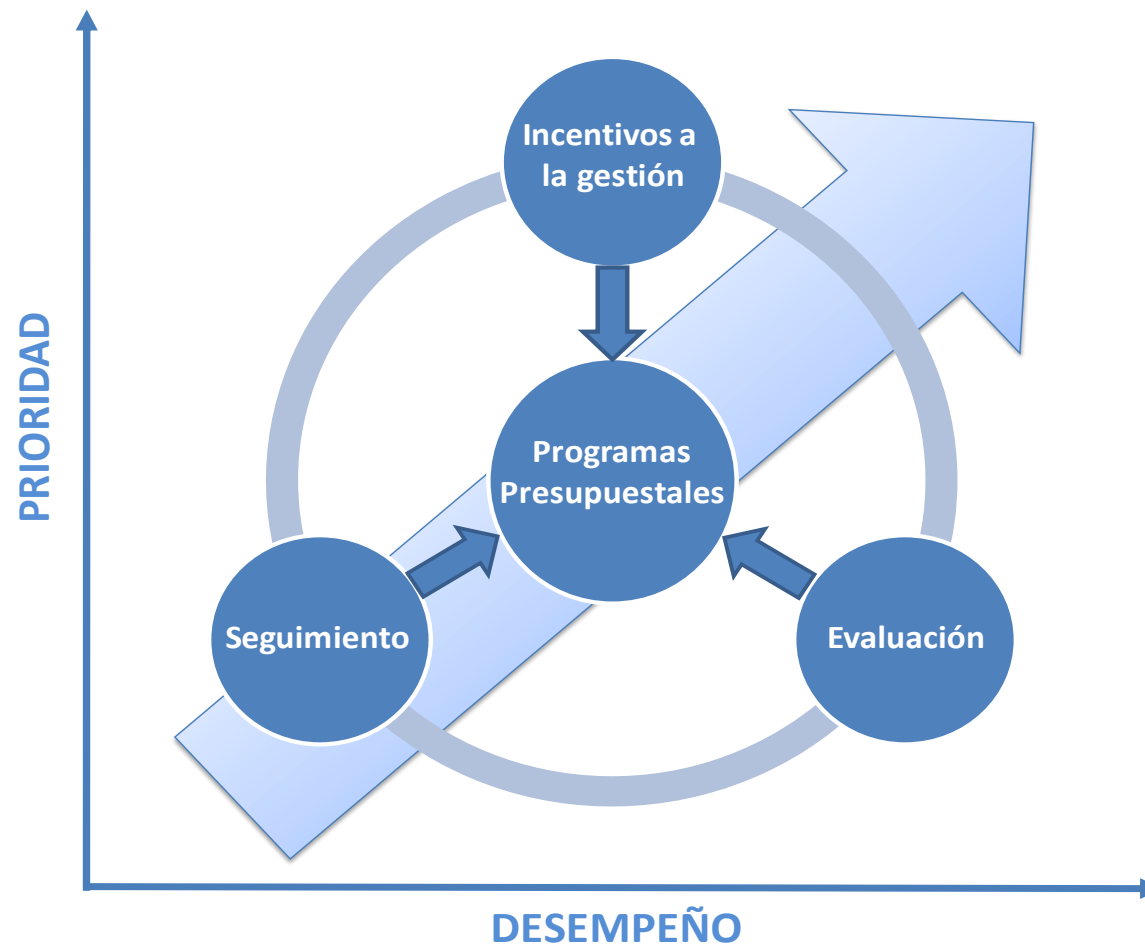 Incentivos a
la gestión
PRIORIDAD
Programas
Presupuestales
Seguimiento
Evaluación
DESEMPEÑO